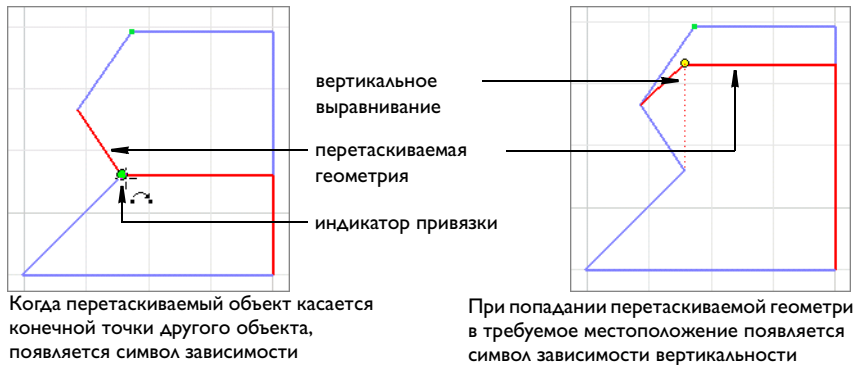 вертикальное
выравнивание
перетаскиваемая
геометрия
индикатор привязки
Когда перетаскиваемый объект касается
конечной точки другого объекта,
появляется символ зависимости
При попадании перетаскиваемой геометри
в требуемое местоположение появляется
символ зависимости вертикальности